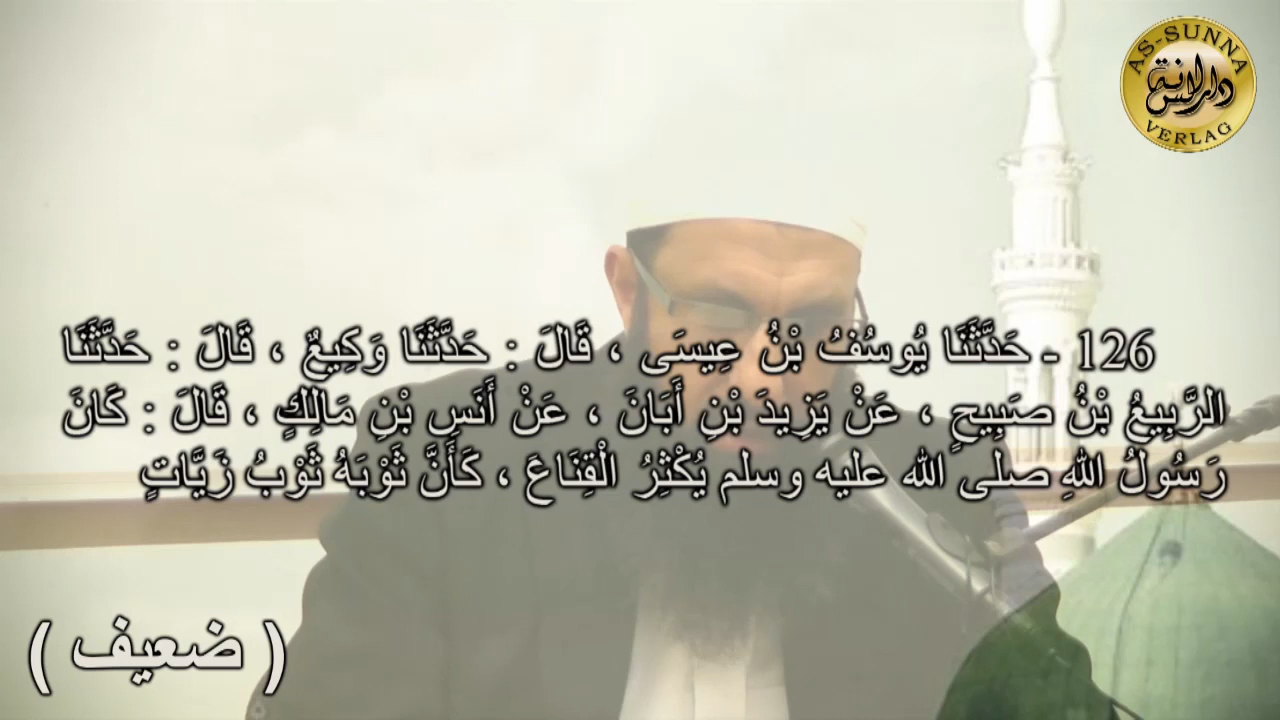 AS-SUNNA
دار السنة
VERLAG
126 - حَدَّثَنَا يُوسُفُ بْنُ عِيسَى ، قَالَ : حَدَّثَنَا وَكِيعٌ ، قَالَ : حَدَّثَنَا
الرَّبِيعُ بْنُ صَبِيحٍ ، عَنْ يَزِيدَ بْنِ أَبَانَ ، عَنْ أَنَسِ بْنِ مَالِكٍ ، قَالَ : كَانَ
رَسُولُ اللهِ صلى الله عليه وسلم يُكْثِرُ الْقِنَاعَ ، كَأَنَّ ثَوْبَهُ ثَوْبُ زَيَّاتٍ
( ضعيف )